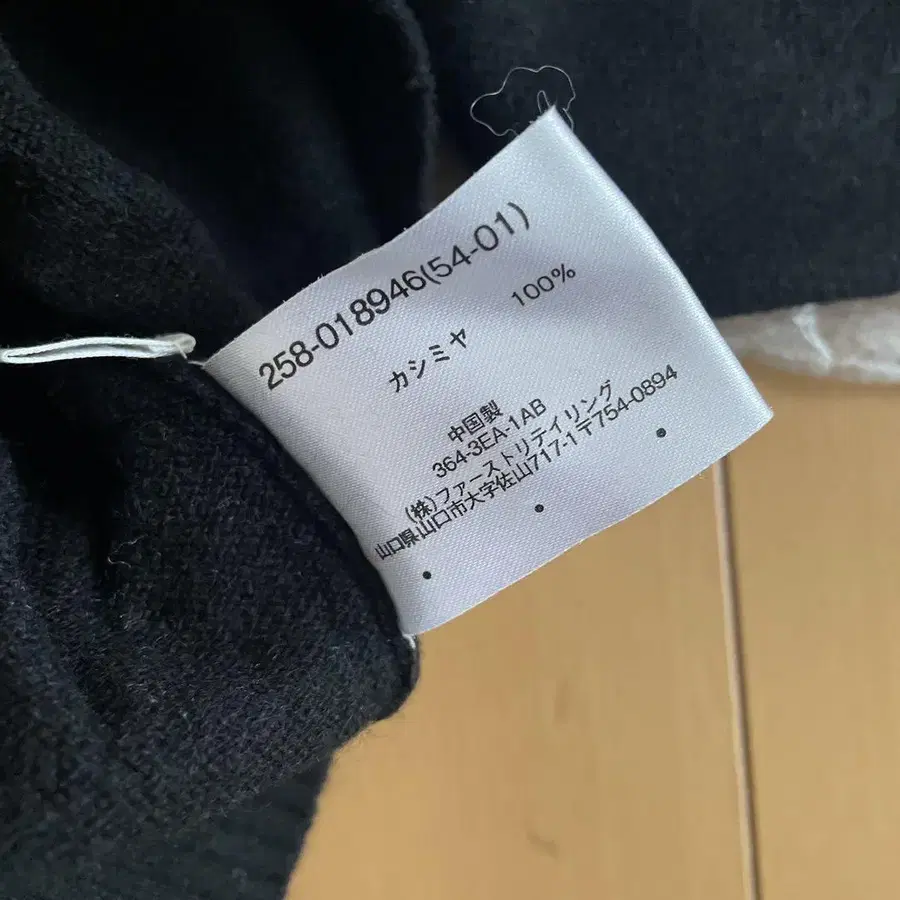 258-018946(54-01)
カシミヤ 100%
中国製
364-3EA-1AB
(株)ファーストリテイリング
山口県山口市大字佐山717-1〒754-0894